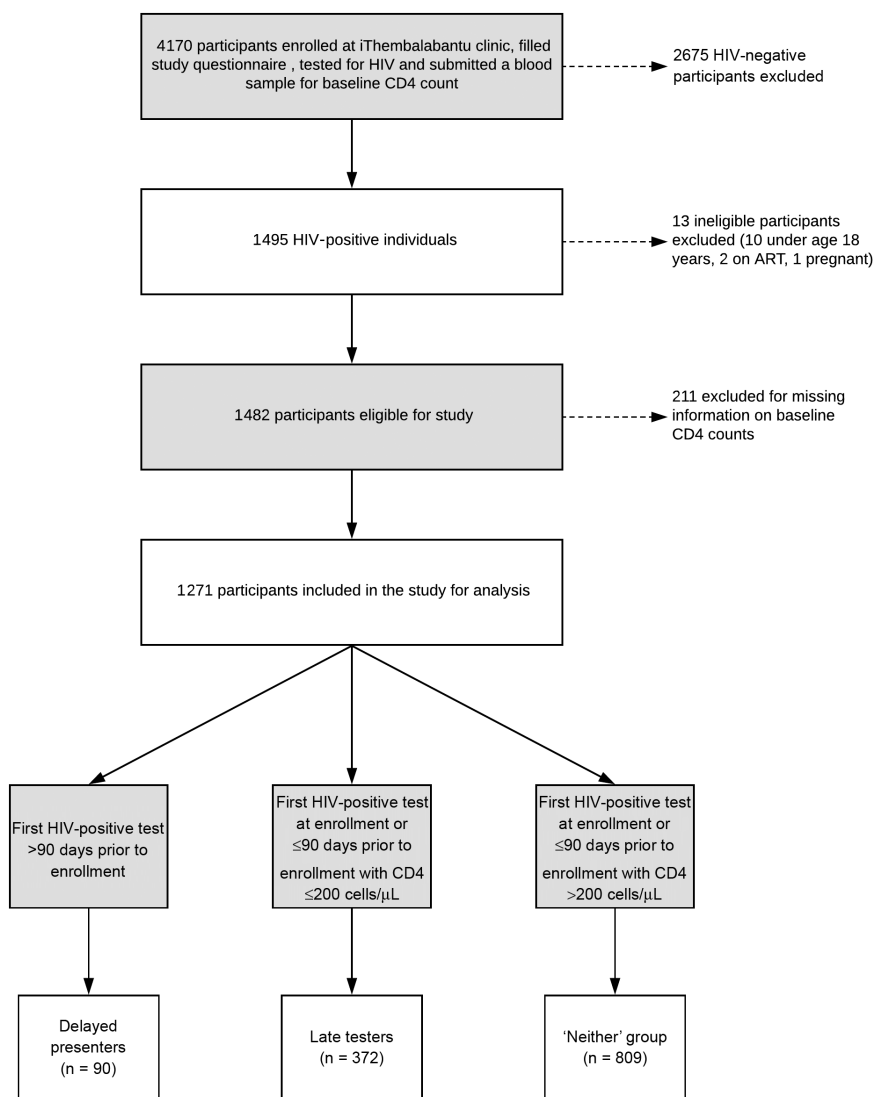 4170 participants enrolled at iThembalabantu clinic, filled
study questionnaire , tested for HIV and submitted a blood
sample for baseline CD4 count
2675 HIV-negative
participants excluded
1495 HIV-positive individuals
13 ineligible participants
excluded (10 under age 18
years, 2 on ART, 1 pregnant)
1482 participants eligible for study
211 excluded for missing
information on baseline
CD4 counts
1271 participants included in the study for analysis
First HIV-positive test
>90 days prior to
enrollment
First HIV-positive test
at enrollment or
≤90 days prior to
enrollment with CD4
≤200 cells/μL
First HIV-positive test
at enrollment or
≤90 days prior to
enrollment with CD4
>200 cells/μL
Delayed
presenters
(n = 90)
Late testers
(n = 372)
‘Neither’ group
(n = 809)